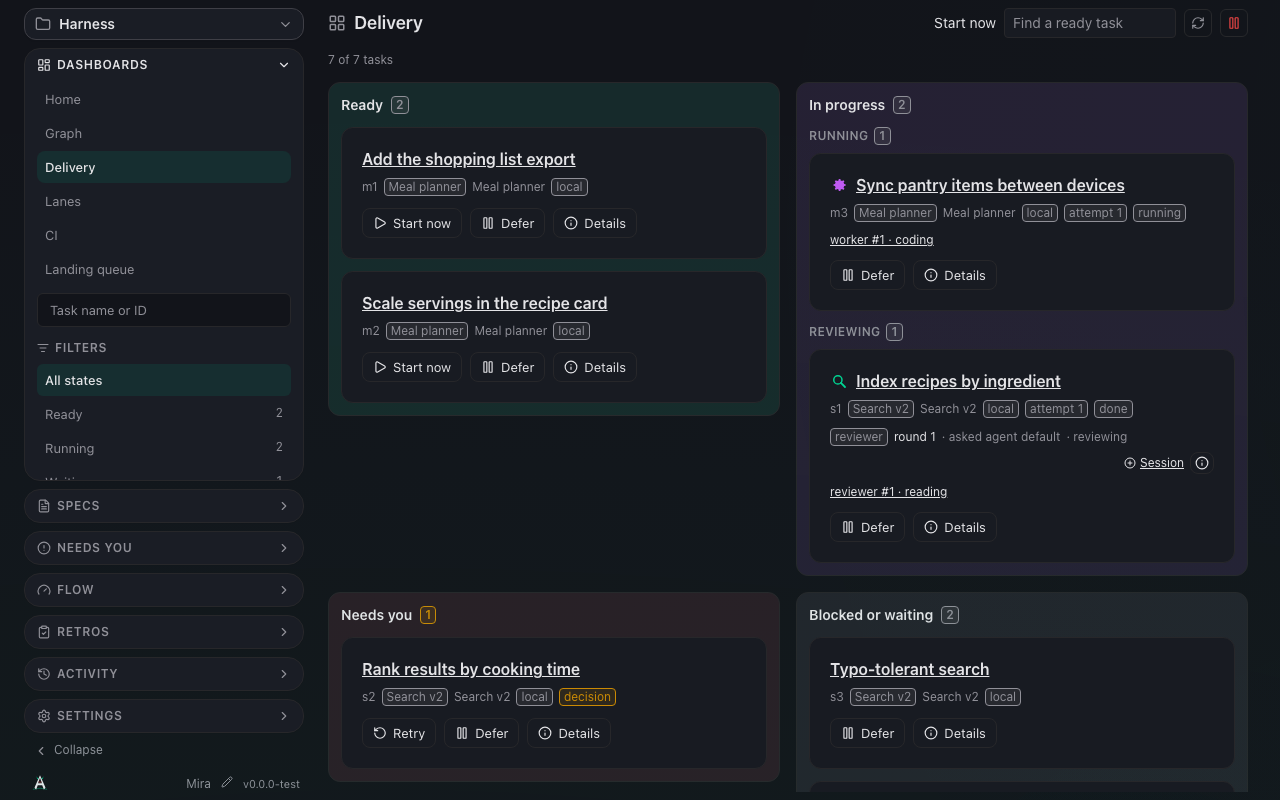 Harness
DASHBOARDS
Home
Graph
Delivery
Lanes
CI
Landing queue
Task name or ID
FILTERS
All states
Ready 2
Running 2
SPECS
NEEDS YOU
FLOW
RETROS
ACTIVITY
SETTINGS
Collapse
Mira v0.0.0-test
Delivery
Start now Find a ready task
7 of 7 tasks
Ready 2
Add the shopping list export
m1 Meal planner Meal planner local
Start now Defer Details
Scale servings in the recipe card
m2 Meal planner Meal planner local
Start now Defer Details
In progress 2
RUNNING 1
Sync pantry items between devices
m3 Meal planner Meal planner local attempt 1 running
worker #1 · coding
Defer Details
REVIEWING 1
Index recipes by ingredient
s1 Search v2 Search v2 local attempt 1 done
reviewer round 1 · asked agent default · reviewing
Session
reviewer #1 · reading
Defer Details
Needs you 1
Rank results by cooking time
s2 Search v2 Search v2 local decision
Retry Defer Details
Blocked or waiting 2
Typo-tolerant search
s3 Search v2 Search v2 local
Defer Details